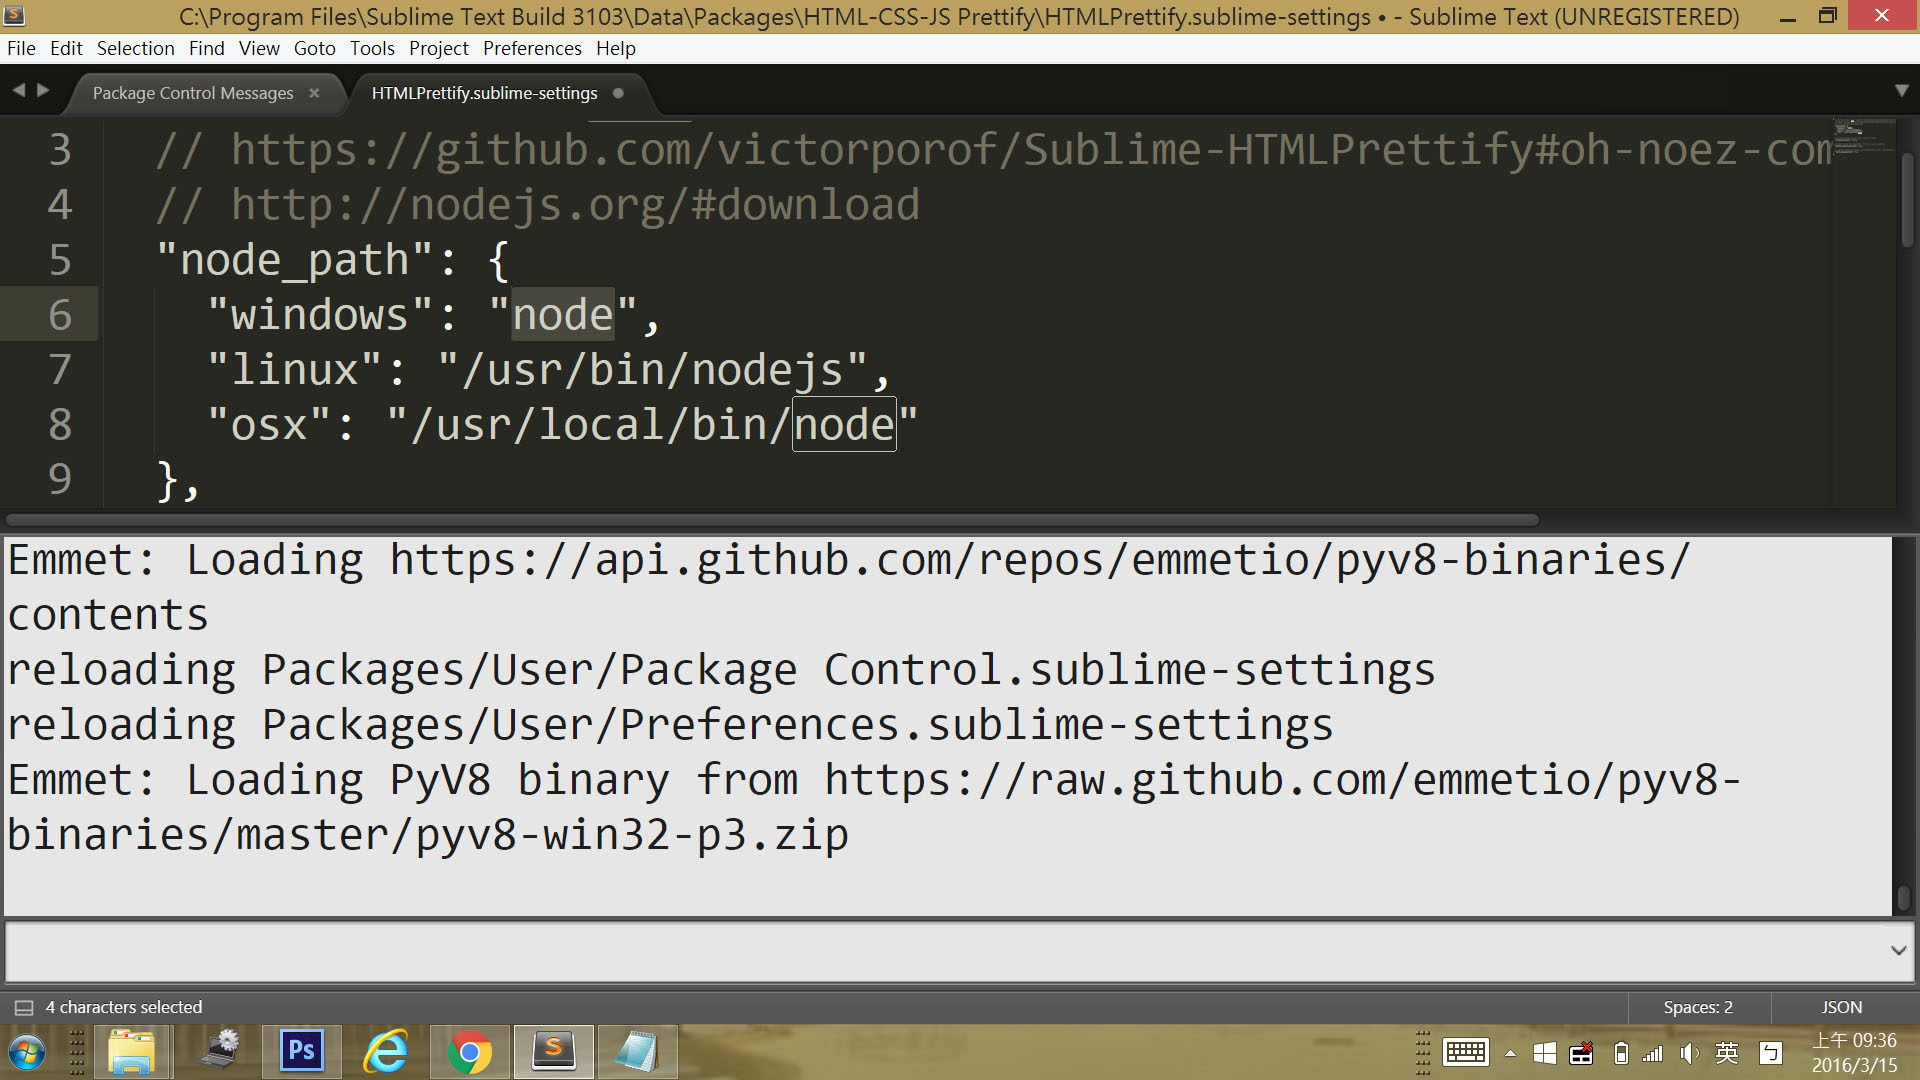 C:\Program Files\Sublime Text Build 3103\Data\Packages\HTML-CSS-JS Prettify\HTMLPrettify.sublime-settings • - Sublime Text (UNREGISTERED)
File Edit Selection Find View Goto Tools Project Preferences Help
Package Control Messages
HTMLPrettify.sublime-settings
3 // https://github.com/victorporof/Sublime-HTMLPrettify#oh-noez-com
4 // http://nodejs.org/#download
5 "node_path": {
6 "windows": "node",
7 "linux": "/usr/bin/nodejs",
8 "osx": "/usr/local/bin/node"
9 },
Emmet: Loading https://api.github.com/repos/emmetio/pyv8-binaries/
contents
reloading Packages/User/Package Control.sublime-settings
reloading Packages/User/Preferences.sublime-settings
Emmet: Loading PyV8 binary from https://raw.github.com/emmetio/pyv8-
binaries/master/pyv8-win32-p3.zip
4 characters selected
Spaces: 2
JSON
Ps
英
ㄅ
上午 09:36
2016/3/15